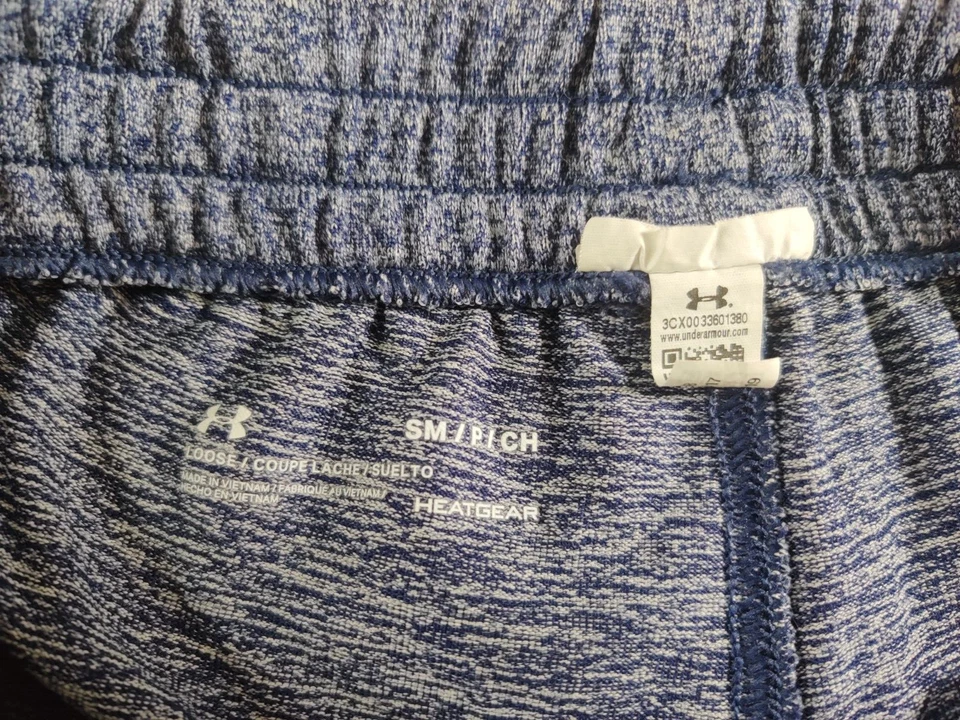 3CX0033601380
www.underarmour.com
SM/P/CH
LOOSE / COUPE LACHE / SUELTO
MADE IN VIETNAM / FABRIQUE AU VIETNAM /
HECHO EN VIETNAM
HEATGEAR